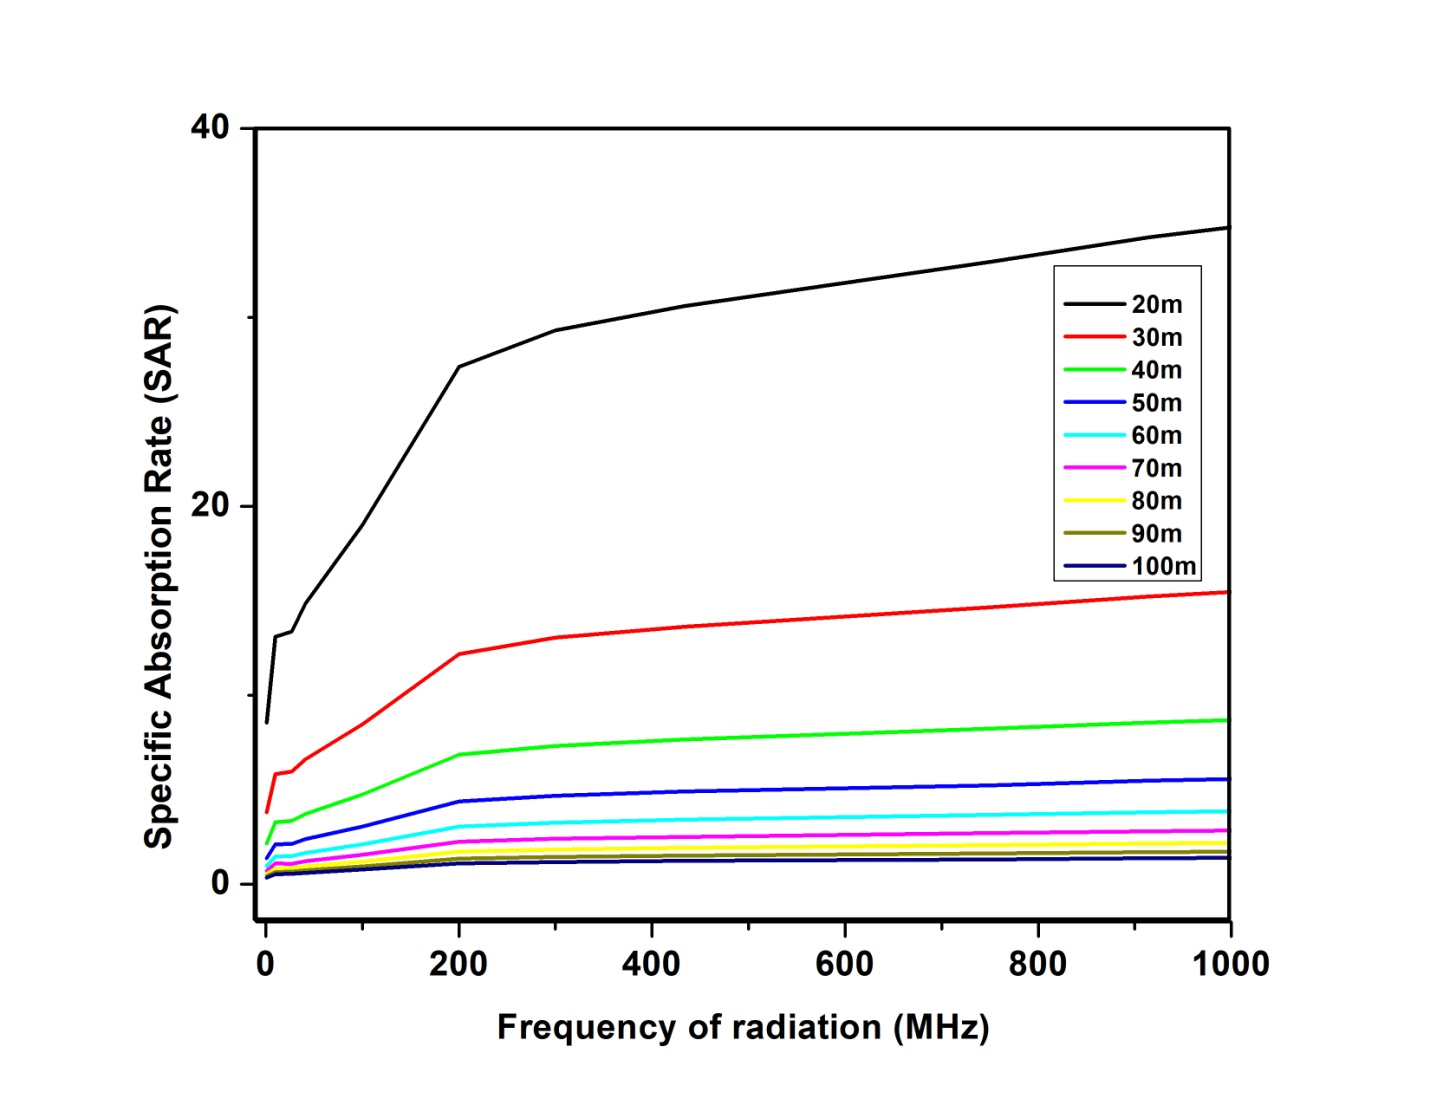 40
20
0
Specific Absorption Rate (SAR)
20m
30m
40m
50m
60m
70m
80m
90m
100m
0 200 400 600 800 1000
Frequency of radiation (MHz)